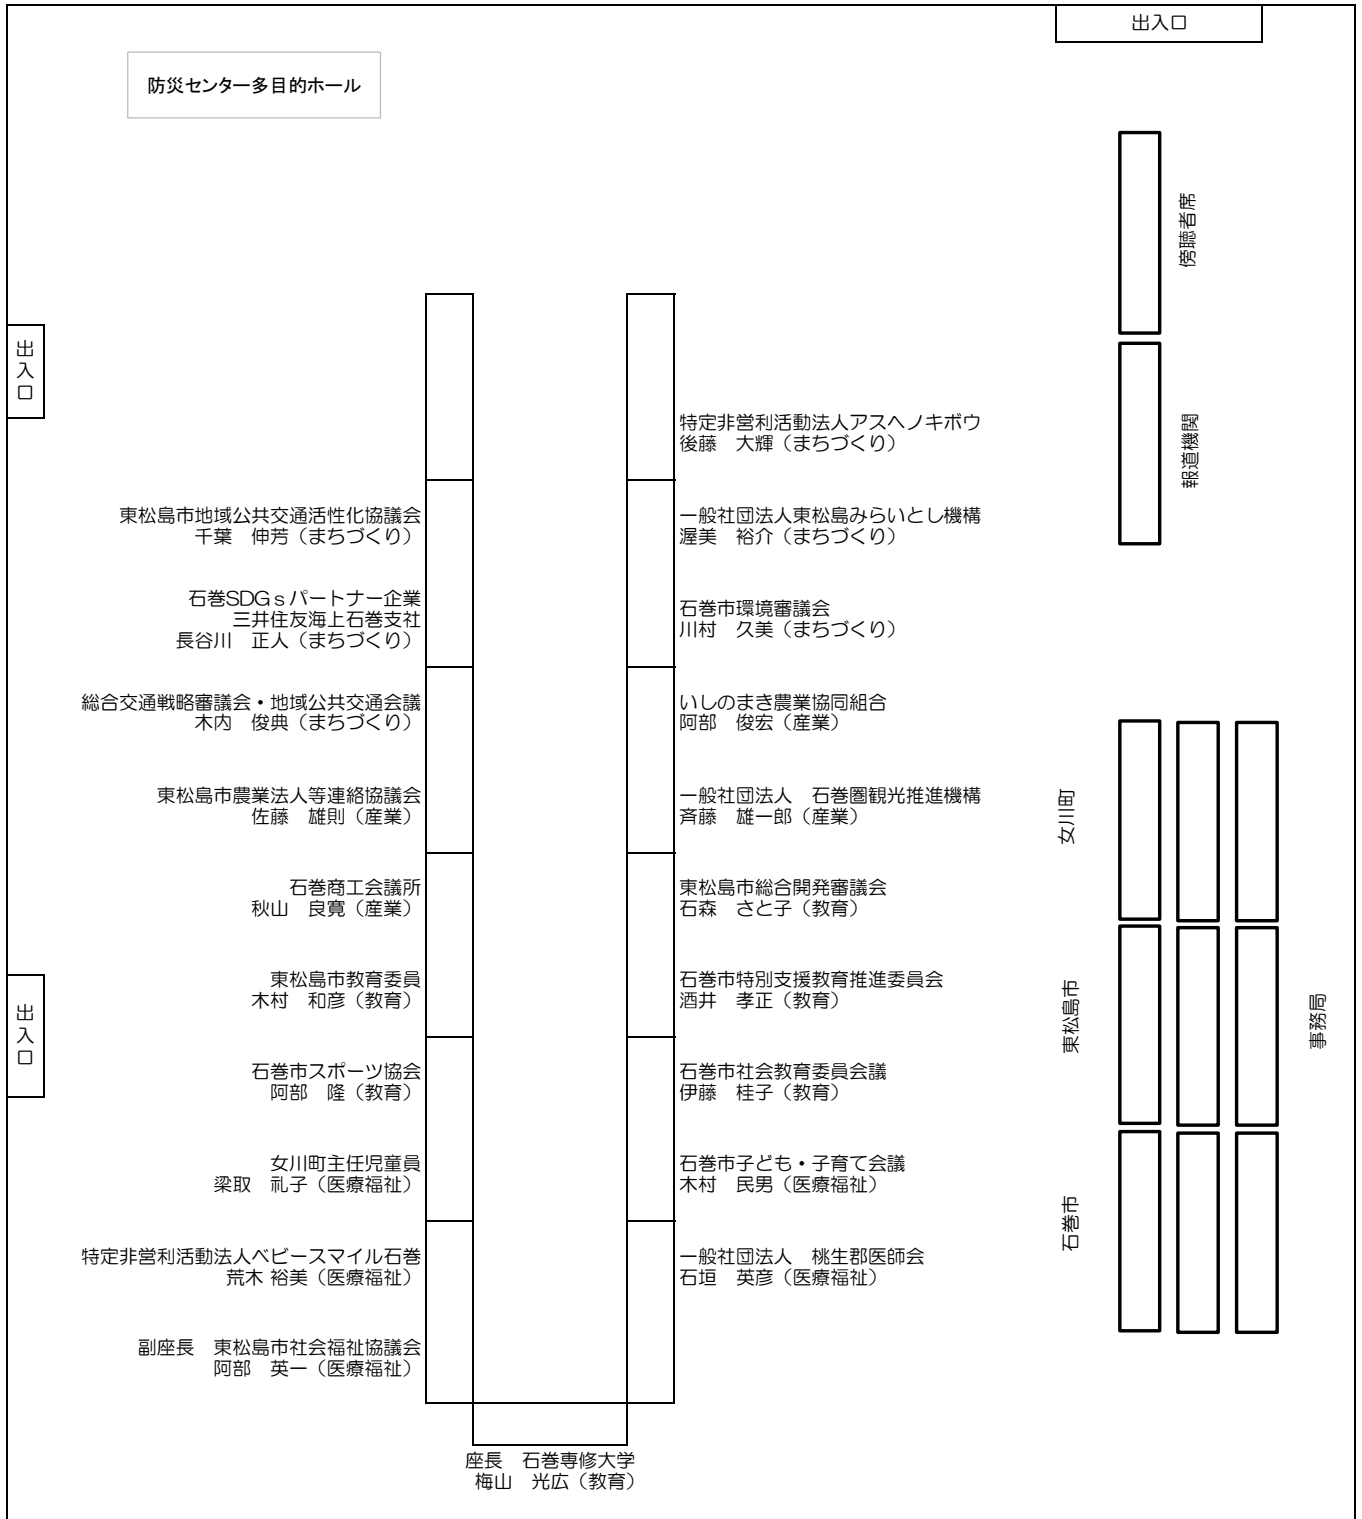 出入口
防災センター多目的ホール
傍聴者席
出入口
報道機関
特定非営利活動法人アスヘノキボウ
後藤　大輝（まちづくり）
東松島市地域公共交通活性化協議会
千葉　伸芳（まちづくり）
一般社団法人東松島みらいとし機構
渥美　裕介（まちづくり）
石巻SDGｓパートナー企業
三井住友海上石巻支社
長谷川　正人（まちづくり）
石巻市環境審議会
川村　久美（まちづくり）
総合交通戦略審議会・地域公共交通会議
木内　俊典（まちづくり）
いしのまき農業協同組合
阿部　俊宏（産業）
東松島市農業法人等連絡協議会
佐藤　雄則（産業）
一般社団法人　石巻圏観光推進機構
斉藤　雄一郎（産業）
女川町
石巻商工会議所
秋山　良寛（産業）
東松島市総合開発審議会
石森　さと子（教育）
東松島市教育委員
木村　和彦（教育）
石巻市特別支援教育推進委員会
酒井　孝正（教育）
東松島市
事務局
出入口
石巻市スポーツ協会
阿部　隆（教育）
石巻市社会教育委員会議
伊藤　桂子（教育）
女川町主任児童員
梁取　礼子（医療福祉）
石巻市子ども・子育て会議
木村　民男（医療福祉）
石巻市
特定非営利活動法人ベビースマイル石巻
荒木 裕美（医療福祉）
一般社団法人　桃生郡医師会
石垣　英彦（医療福祉）
副座長　東松島市社会福祉協議会
阿部　英一（医療福祉）
座長　石巻専修大学
梅山　光広（教育）